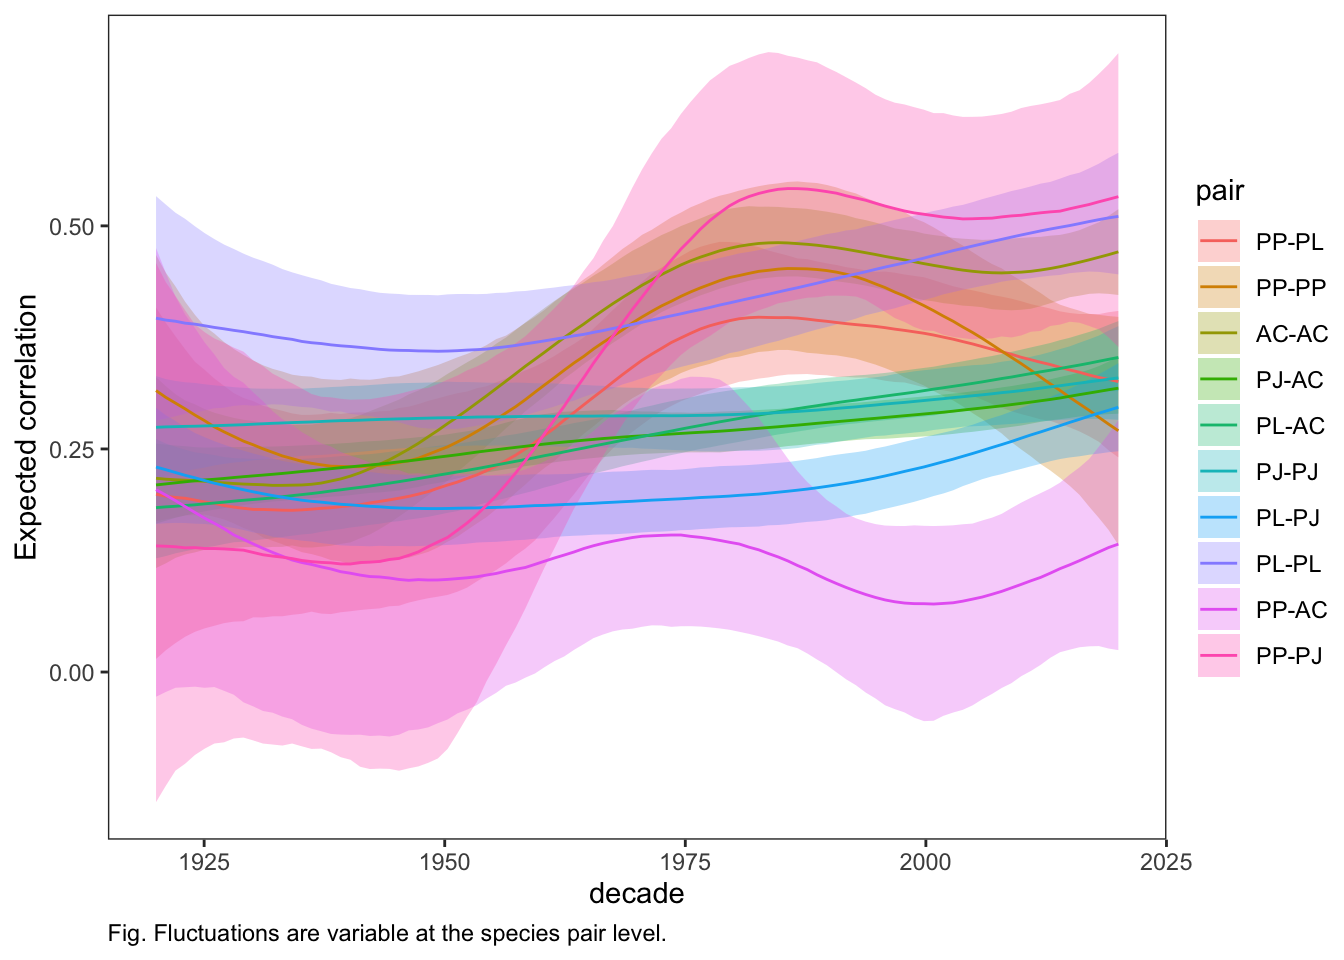 Expected correlation
0.50
0.25
0.00
1925
1950
1975
2000
2025
decade
pair
PP-PL
PP-PP
AC-AC
PJ-AC
PL-AC
PJ-PJ
PL-PJ
PL-PL
PP-AC
PP-PJ
Fig. Fluctuations are variable at the species pair level.